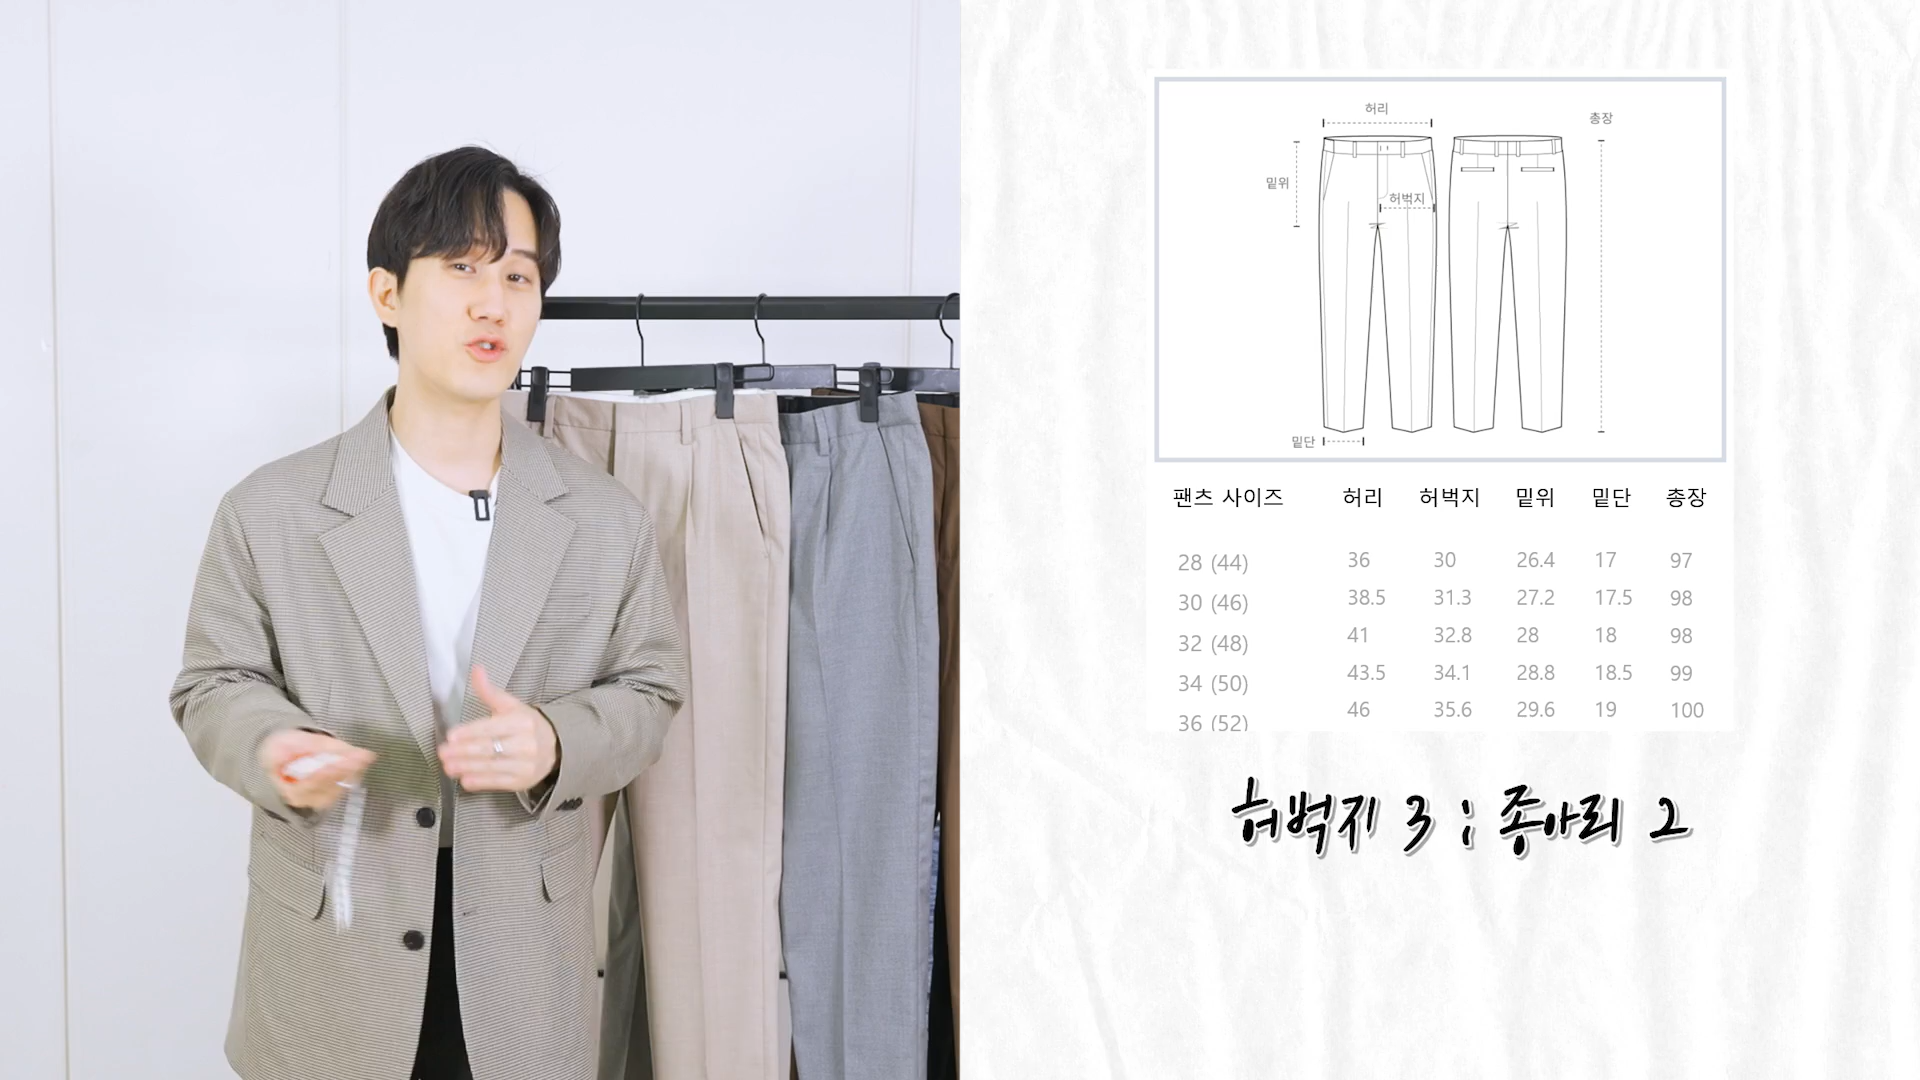 허리
총장
밑위
허벅지
밑단
팬츠 사이즈 허리 허벅지 밑위 밑단 총장
28 (44) 36 30 26.4 17 97
30 (46) 38.5 31.3 27.2 17.5 98
32 (48) 41 32.8 28 18 98
34 (50) 43.5 34.1 28.8 18.5 99
36 (52) 46 35.6 29.6 19 100
허벅지 3 : 종아리 2